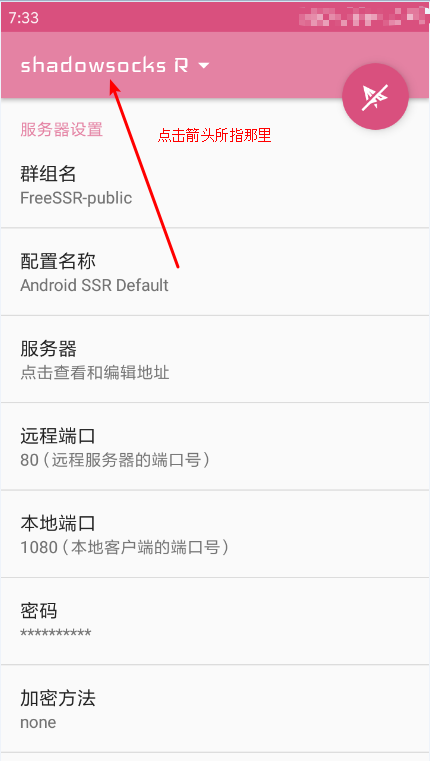 7:33
shadowsocks R
服务器设置
点击箭头所指那里
群组名
FreeSSR-public
配置名称
Android SSR Default
服务器
点击查看和编辑地址
远程端口
80（远程服务器的端口号）
本地端口
1080（本地客户端的端口号）
密码
**********
加密方法
none